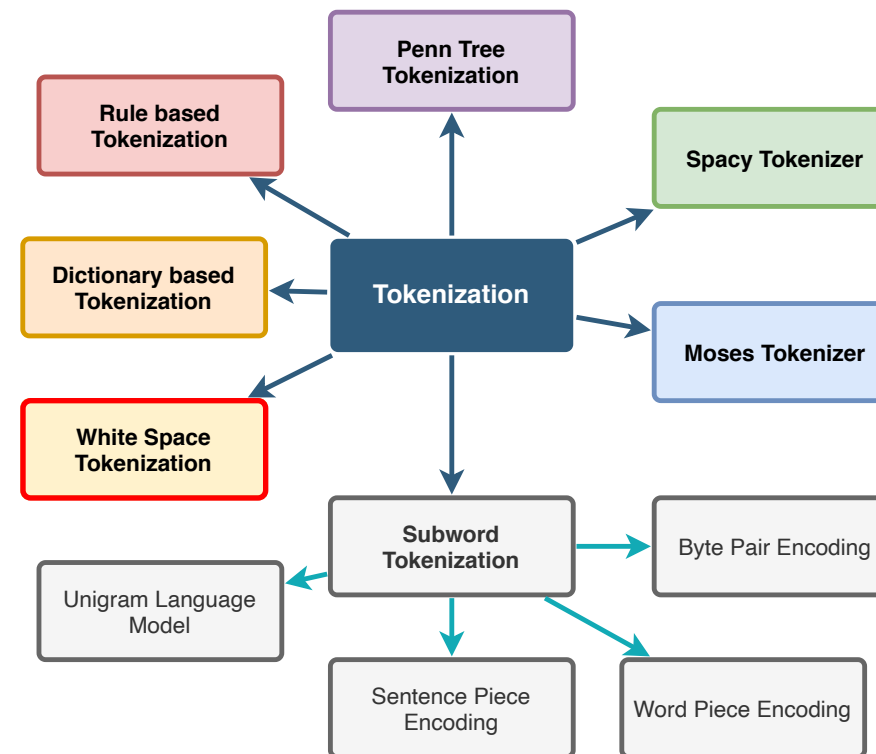 Penn Tree
Tokenization
Rule based
Tokenization
Spacy Tokenizer
Dictionary based
Tokenization
Tokenization
Moses Tokenizer
White Space
Tokenization
Subword
Tokenization
Byte Pair Encoding
Unigram Language
Model
Sentence Piece
Encoding
Word Piece Encoding